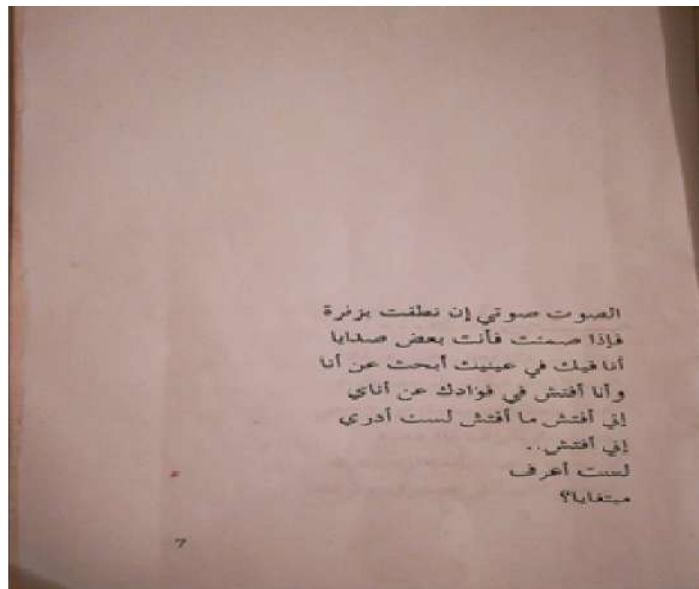 الصوت صوتي إن نطقت بزفرة
فإذا صمتت فأنت بعض صدايا
أنا فيك في عينيك أبحث عن أنا
وأنا أفتش في فؤادك عن أناي
إني أفتش ما أفتش لست أدري
إني أفتش..
لست أعرف
مبتغايا؟
7